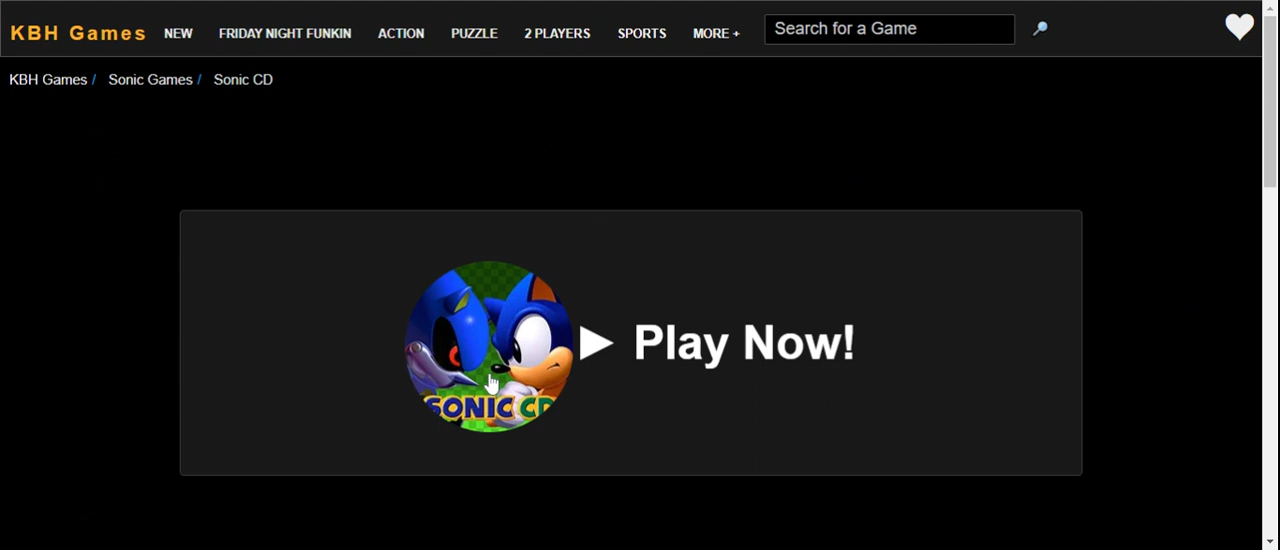 KBH Games NEW FRIDAY NIGHT FUNKIN ACTION PUZZLE 2 PLAYERS SPORTS MORE + Search for a Game
KBH Games / Sonic Games / Sonic CD
Play Now!
SONIC CD